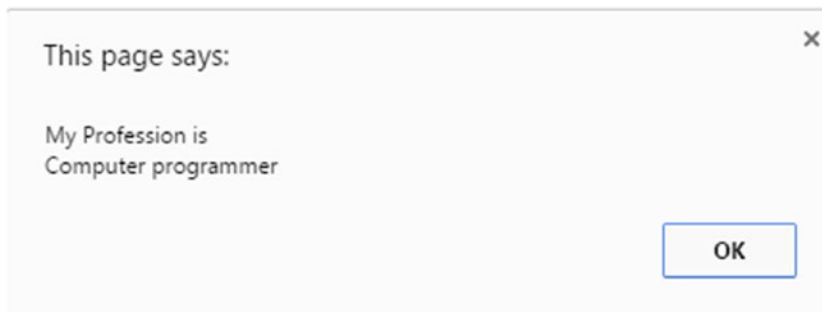 This page says:
My Profession is
Computer programmer
OK